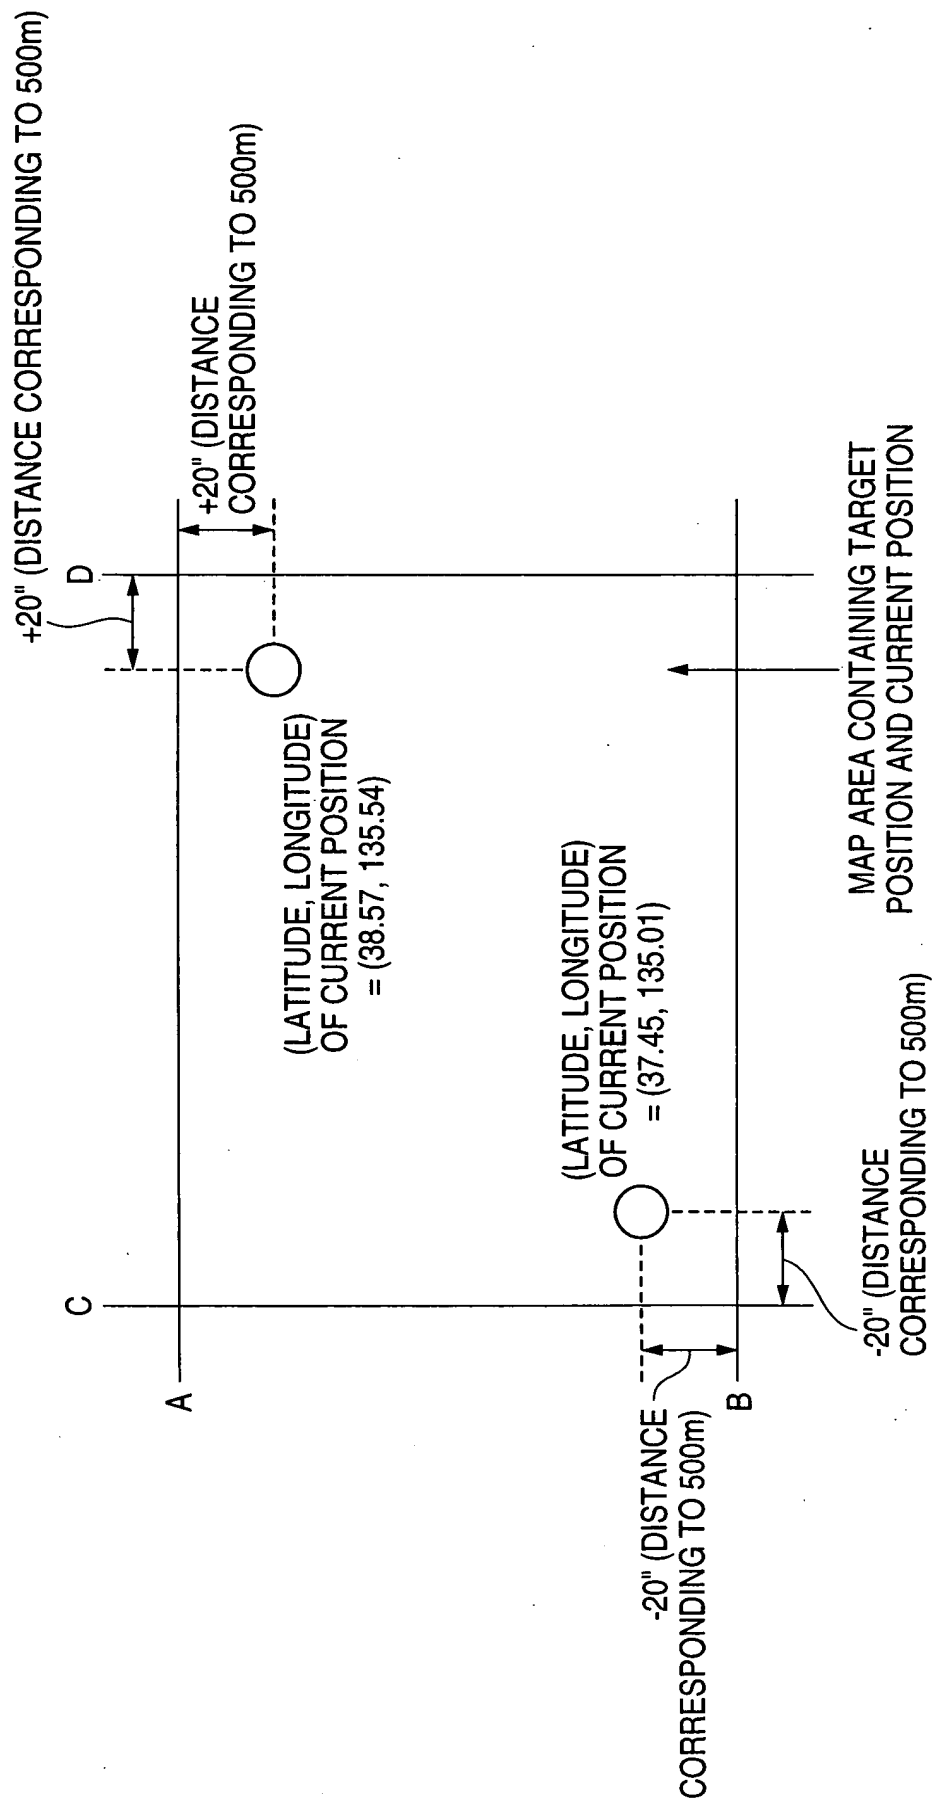 +20" (DISTANCE CORRESPONDING TO 500m)
D
+20" (DISTANCE
CORRESPONDING TO 500m)
C
A
(LATITUDE, LONGITUDE)
OF CURRENT POSITION
= (38.57, 135.54)
(LATITUDE, LONGITUDE)
OF CURRENT POSITION
= (37.45, 135.01)
-20" (DISTANCE
CORRESPONDING TO 500m)
B
-20" (DISTANCE
CORRESPONDING TO 500m)
MAP AREA CONTAINING TARGET
POSITION AND CURRENT POSITION